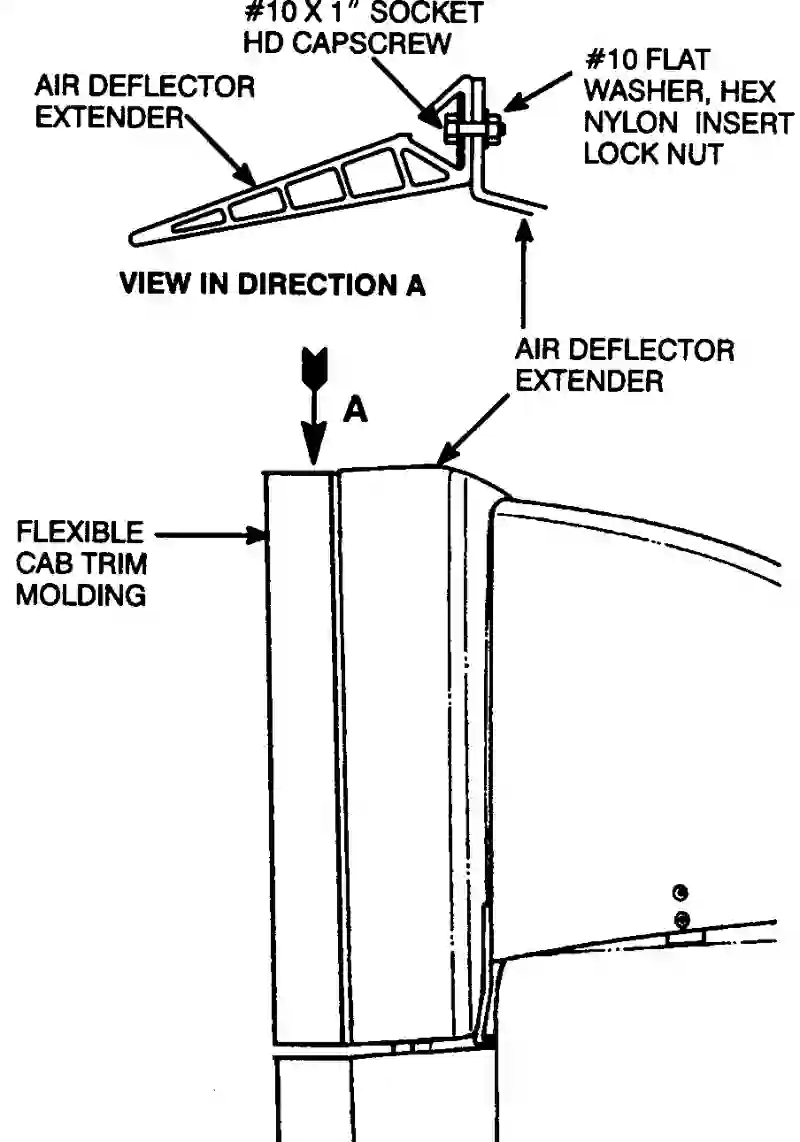 #10 X 1" SOCKET
HD CAPSCREW
#10 FLAT
WASHER, HEX
NYLON INSERT
LOCK NUT
AIR DEFLECTOR
EXTENDER
VIEW IN DIRECTION A
AIR DEFLECTOR
EXTENDER
A
FLEXIBLE
CAB TRIM
MOLDING